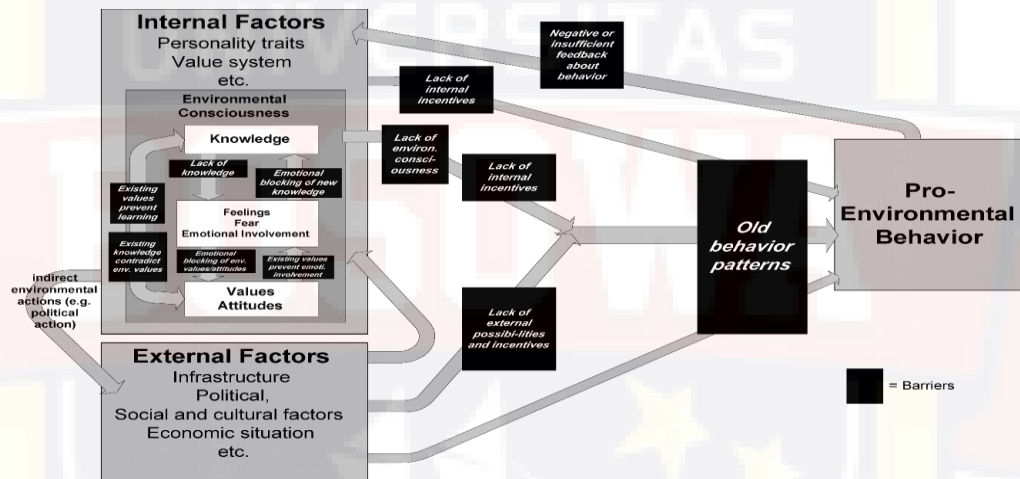 UNIVERSITAS
BOSOWA
Internal Factors
Personality traits
Value system
etc.
Environmental
Consciousness
Knowledge
Lack of
knowledge
Emotional
blocking of new
knowledge
Existing
values
prevent
learning
Feelings
Fear
Emotional Involvement
Existing
knowledge
contradict
env. values
Emotional
blocking of env.
values/attitudes
Existing values
prevent emoti.
involvement
Values
Attitudes
indirect
environmental
actions (e.g.
political
action)
External Factors
Infrastructure
Political,
Social and cultural factors
Economic situation
etc.
Negative or
insufficient
feedback
about
behavior
Lack of
internal
incentives
Lack of
environ.
consci-
ousness
Lack of
internal
incentives
Lack of
external
possibi-lities
and incentives
Old
behavior
patterns
Pro-
Environmental
Behavior
= Barriers